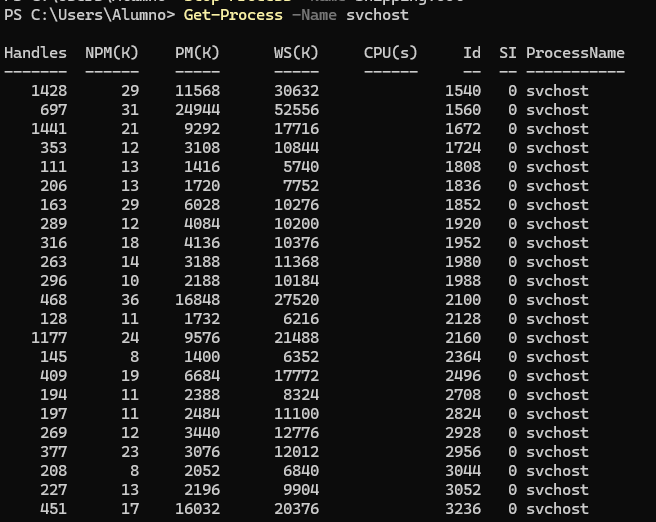 PS C:\Users\Alumno> Get-Process -Name svchost
Handles NPM(K) PM(K) WS(K) CPU(s) Id SI ProcessName
------- ------ ----- ----- ------ -- -- -----------
1428 29 11568 30632 1540 0 svchost
697 31 24944 52556 1560 0 svchost
1441 21 9292 17716 1672 0 svchost
353 12 3108 10844 1724 0 svchost
111 13 1416 5740 1808 0 svchost
206 13 1720 7752 1836 0 svchost
163 29 6028 10276 1852 0 svchost
289 12 4084 10200 1920 0 svchost
316 18 4136 10376 1952 0 svchost
263 14 3188 11368 1980 0 svchost
296 10 2188 10184 1988 0 svchost
468 36 16848 27520 2100 0 svchost
128 11 1732 6216 2128 0 svchost
1177 24 9576 21488 2160 0 svchost
145 8 1400 6352 2364 0 svchost
409 19 6684 17772 2496 0 svchost
194 11 2388 8324 2708 0 svchost
197 11 2484 11100 2824 0 svchost
269 12 3440 12776 2928 0 svchost
377 23 3076 12012 2956 0 svchost
208 8 2052 6840 3044 0 svchost
227 13 2196 9904 3052 0 svchost
451 17 16032 20376 3236 0 svchost